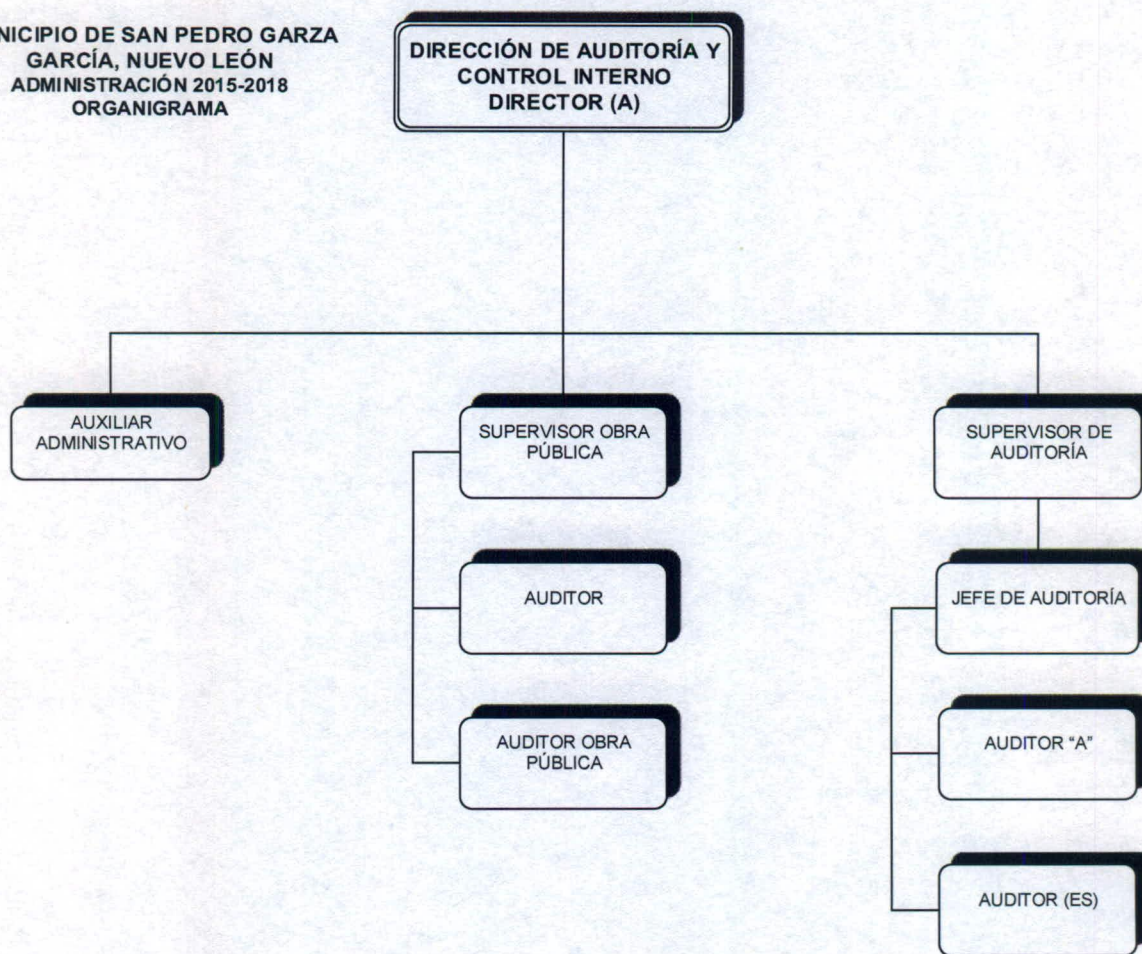 NICIPIO DE SAN PEDRO GARZA
GARCÍA, NUEVO LEÓN
ADMINISTRACIÓN 2015-2018
ORGANIGRAMA
DIRECCIÓN DE AUDITORÍA Y
CONTROL INTERNO
DIRECTOR (A)
AUXILIAR
ADMINISTRATIVO
SUPERVISOR OBRA
PÚBLICA
SUPERVISOR DE
AUDITORÍA
AUDITOR
JEFE DE AUDITORÍA
AUDITOR OBRA
PÚBLICA
AUDITOR “A”
AUDITOR (ES)